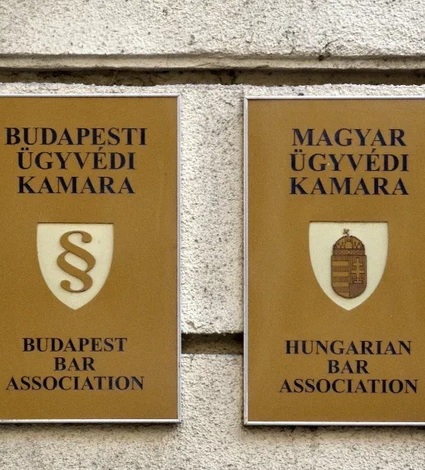 BUDAPESTI
ÜGYVÉDI
KAMARA
§
BUDAPEST
BAR
ASSOCIATION
MAGYAR
ÜGYVÉDI
KAMARA
HUNGARIAN
BAR
ASSOCIATION